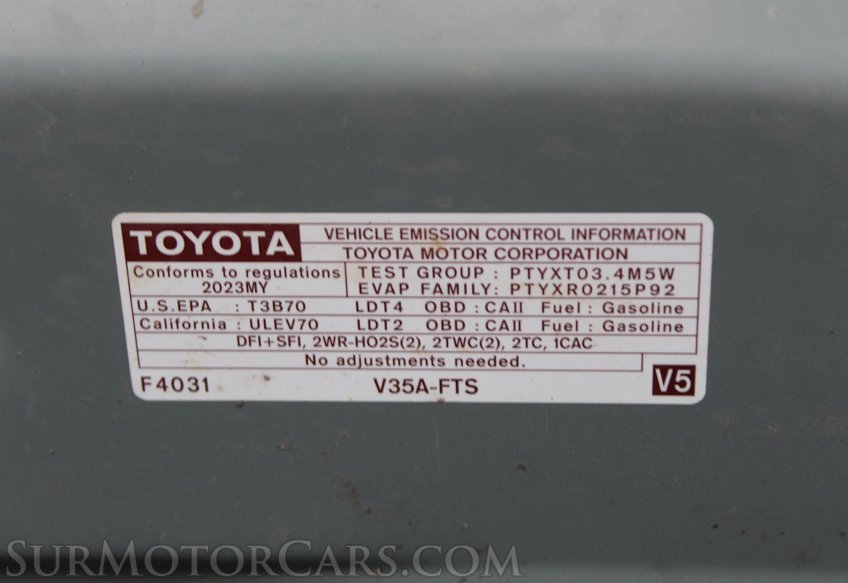 TOYOTA VEHICLE EMISSION CONTROL INFORMATION
TOYOTA MOTOR CORPORATION
Conforms to regulations TEST GROUP : PTYXT03.4M5W
2023MY EVAP FAMILY: PTYXR0215P92
U.S.EPA : T3B70 LDT4 OBD : CAII Fuel : Gasoline
California : ULEV70 LDT2 OBD : CAII Fuel : Gasoline
DFI+SFI, 2WR-HO2S(2), 2TWC(2), 2TC, 1CAC
No adjustments needed.
F4031 V35A-FTS V5
SURMOTORCARS.COM